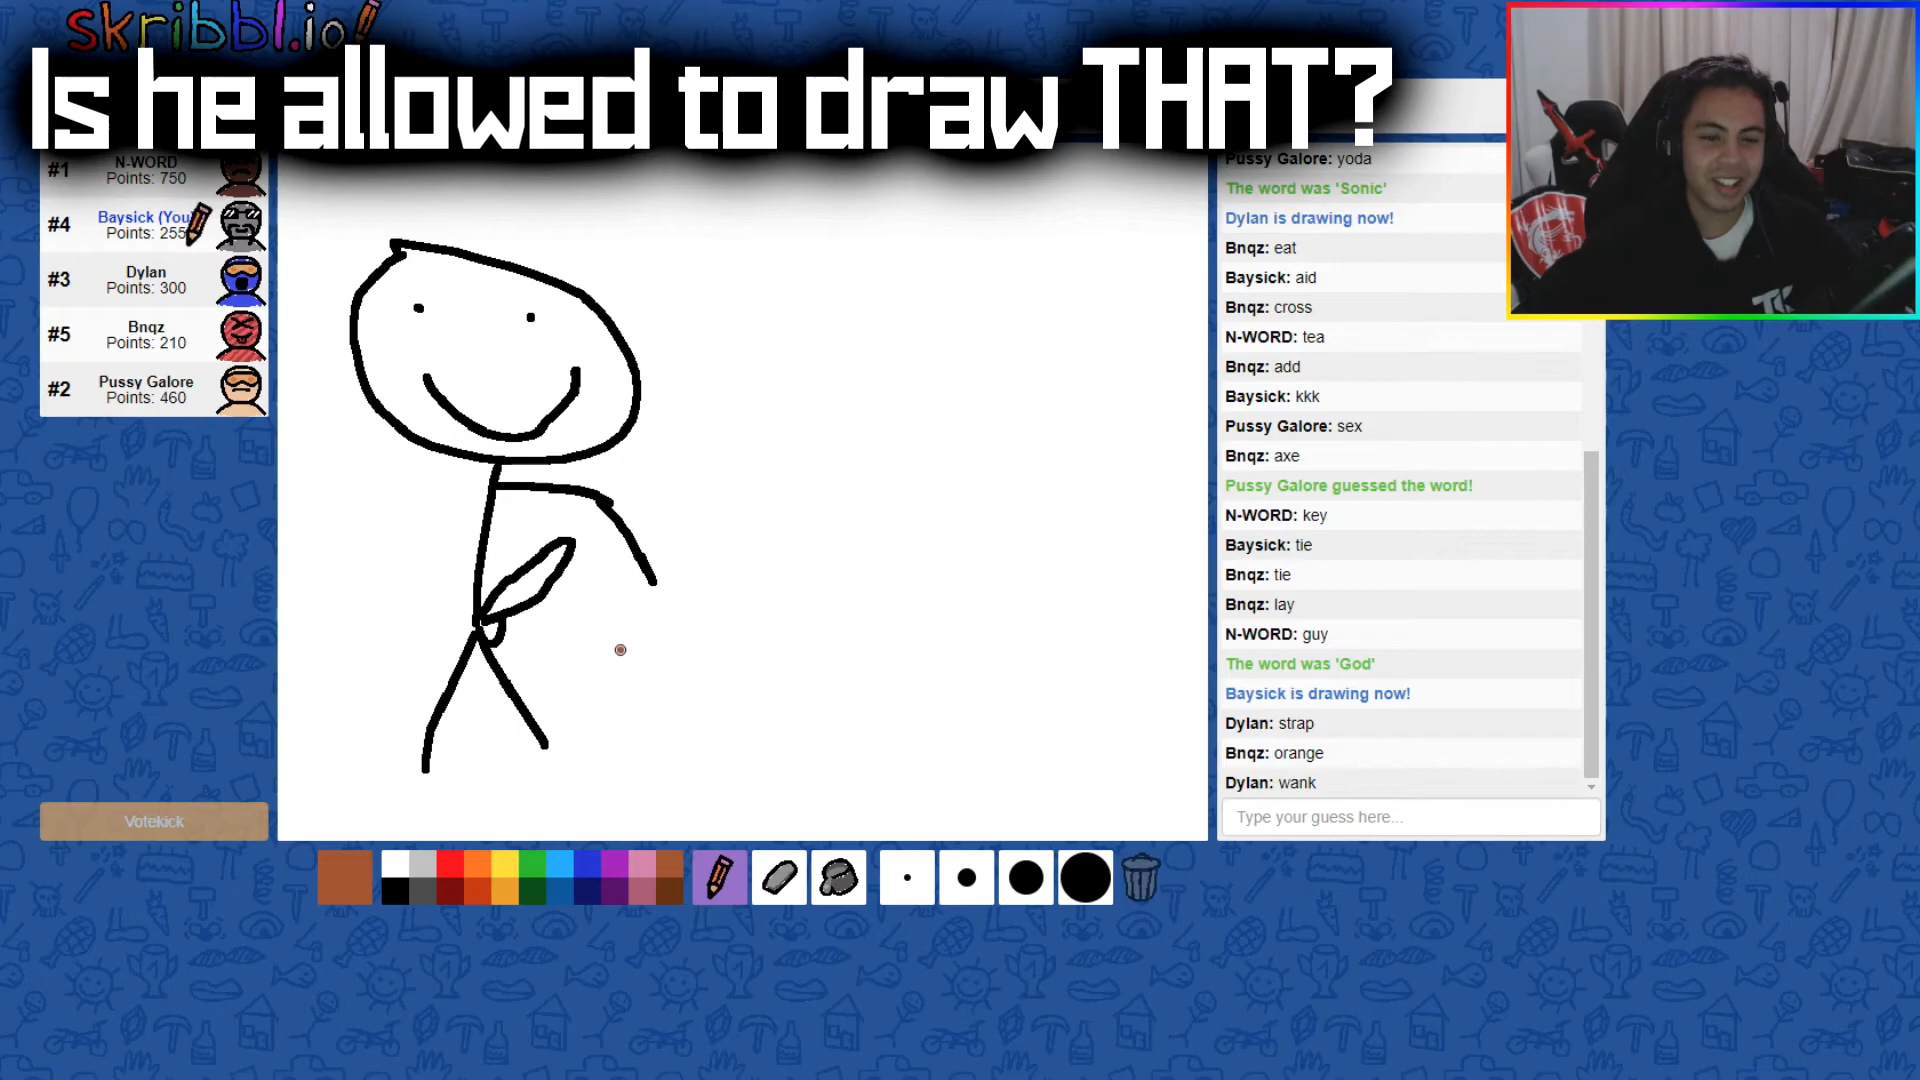 skribbl.io
Is he allowed to draw THAT?
#1 N-WORD
Points: 750
#4 Baysick (You)
Points: 255
#3 Dylan
Points: 300
#5 Bnqz
Points: 210
#2 Pussy Galore
Points: 460
Votekick
Pussy Galore: yoda
The word was 'Sonic'
Dylan is drawing now!
Bnqz: eat
Baysick: aid
Bnqz: cross
N-WORD: tea
Bnqz: add
Baysick: kkk
Pussy Galore: sex
Bnqz: axe
Pussy Galore guessed the word!
N-WORD: key
Baysick: tie
Bnqz: tie
Bnqz: lay
N-WORD: guy
The word was 'God'
Baysick is drawing now!
Dylan: strap
Bnqz: orange
Dylan: wank
Type your guess here...